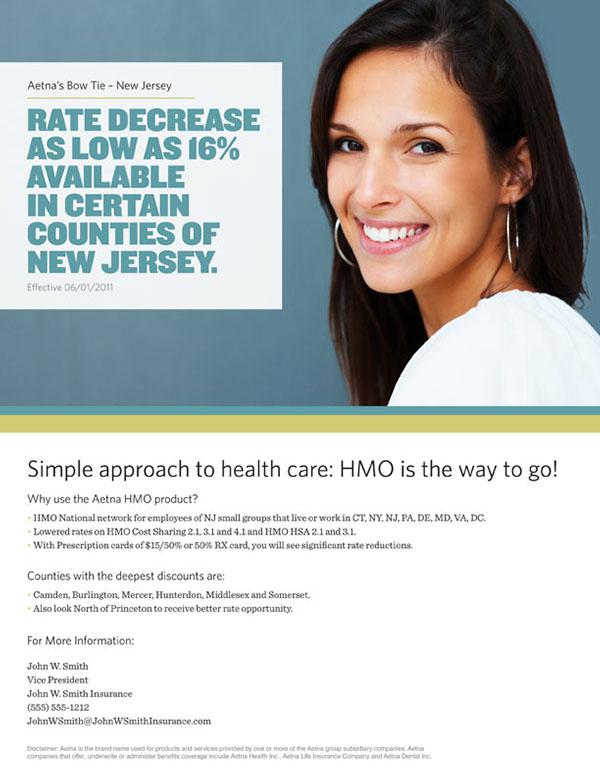 Aetna's Bow Tie – New Jersey
RATE DECREASE
AS LOW AS 16%
AVAILABLE
IN CERTAIN
COUNTIES OF
NEW JERSEY.
Effective 06/01/2011
Simple approach to health care: HMO is the way to go!
Why use the Aetna HMO product?
• HMO National network for employees of NJ small groups that live or work in CT, NY, NJ, PA, DE, MD, VA, DC.
• Lowered rates on HMO Cost Sharing 2.1, 3.1 and 4.1 and HMO HSA 2.1 and 3.1.
• With Prescription cards of $15/50% or 50% RX card, you will see significant rate reductions.
Counties with the deepest discounts are:
• Camden, Burlington, Mercer, Hunterdon, Middlesex and Somerset.
• Also look North of Princeton to receive better rate opportunity.
For More Information:
John W. Smith
Vice President
John W. Smith Insurance
(555) 555-1212
JohnWSmith@JohnWSmithInsurance.com
Disclaimer: Aetna is the brand name used for products and services provided by one or more of the Aetna group subsidiary companies. Aetna
companies that offer, underwrite or administer benefits coverage include Aetna Health Inc., Aetna Life Insurance Company and Aetna Dental Inc.